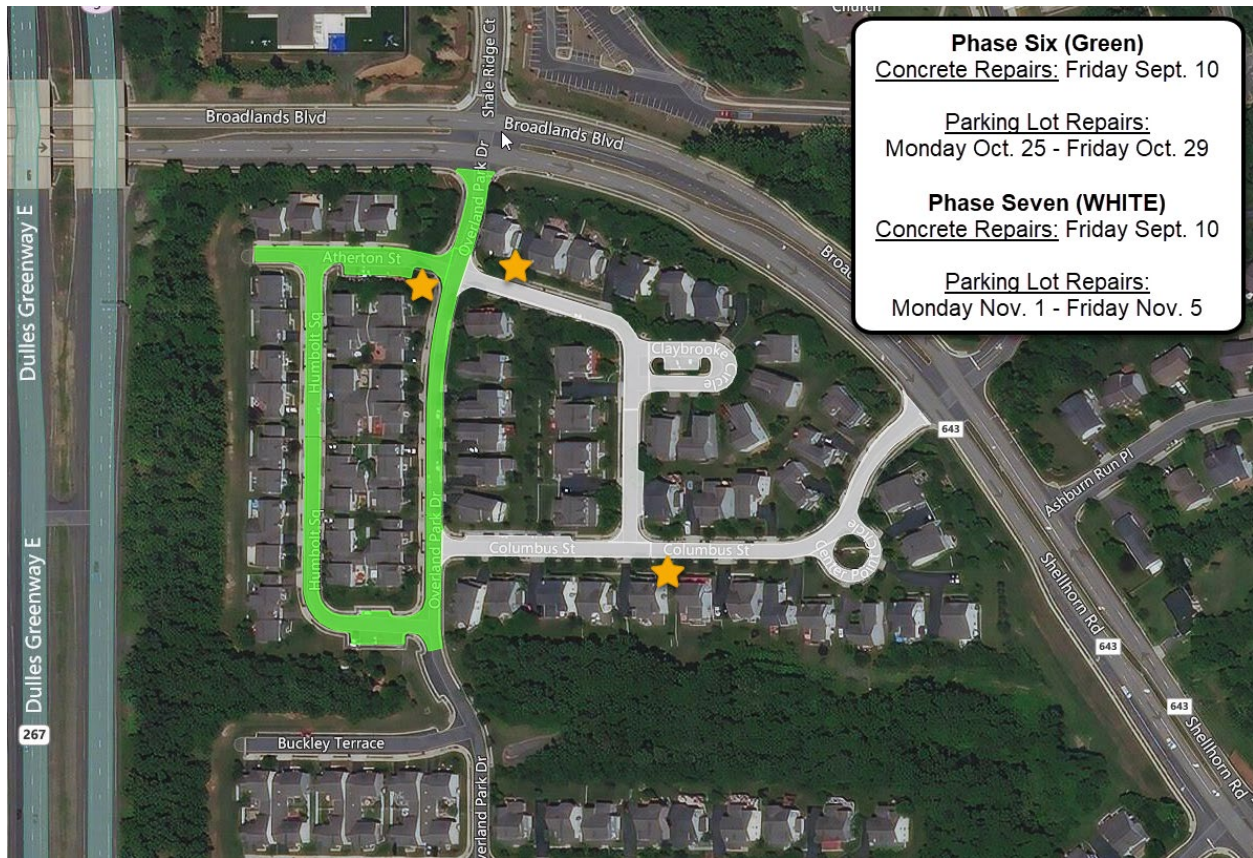 Church
Shale Ridge Ct
Phase Six (Green)
Concrete Repairs: Friday Sept. 10
Parking Lot Repairs:
Monday Oct. 25 - Friday Oct. 29
Phase Seven (WHITE)
Concrete Repairs: Friday Sept. 10
Parking Lot Repairs:
Monday Nov. 1 - Friday Nov. 5
Broadlands Blvd
Broadlands Blvd
Overland Park Dr
Atherton St
Dulles Greenway E
Humbolt Sq
Claybrooke
Circle
643
Ashburn Run Pl
Overland Park Dr
Humbolt Sq
Columbus St
Columbus St
Center Point
Circle
Dulles Greenway E
Shellhorn Rd
643
643
Shellhorn Rd
267
Buckley Terrace
Overland Park Dr